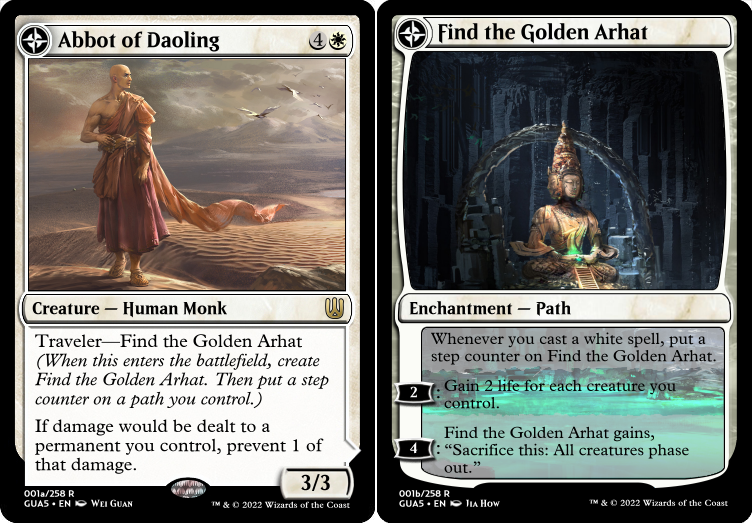 Abbot of Daoling
4
Creature — Human Monk
Traveler—Find the Golden Arhat
(When this enters the battlefield, create
Find the Golden Arhat. Then put a step
counter on a path you control.)
If damage would be dealt to a
permanent you control, prevent 1 of
that damage.
3/3
001a/258 R
GUA5 • EN Wei Guan
™ & © 2022 Wizards of the Coast
Find the Golden Arhat
Enchantment — Path
Whenever you cast a white spell, put a
step counter on Find the Golden Arhat.
2 : Gain 2 life for each creature you
control.
4 : Find the Golden Arhat gains,
“Sacrifice this: All creatures phase
out.”
001b/258 R
GUA5 • EN Jia How
™ & © 2022 Wizards of the Coast